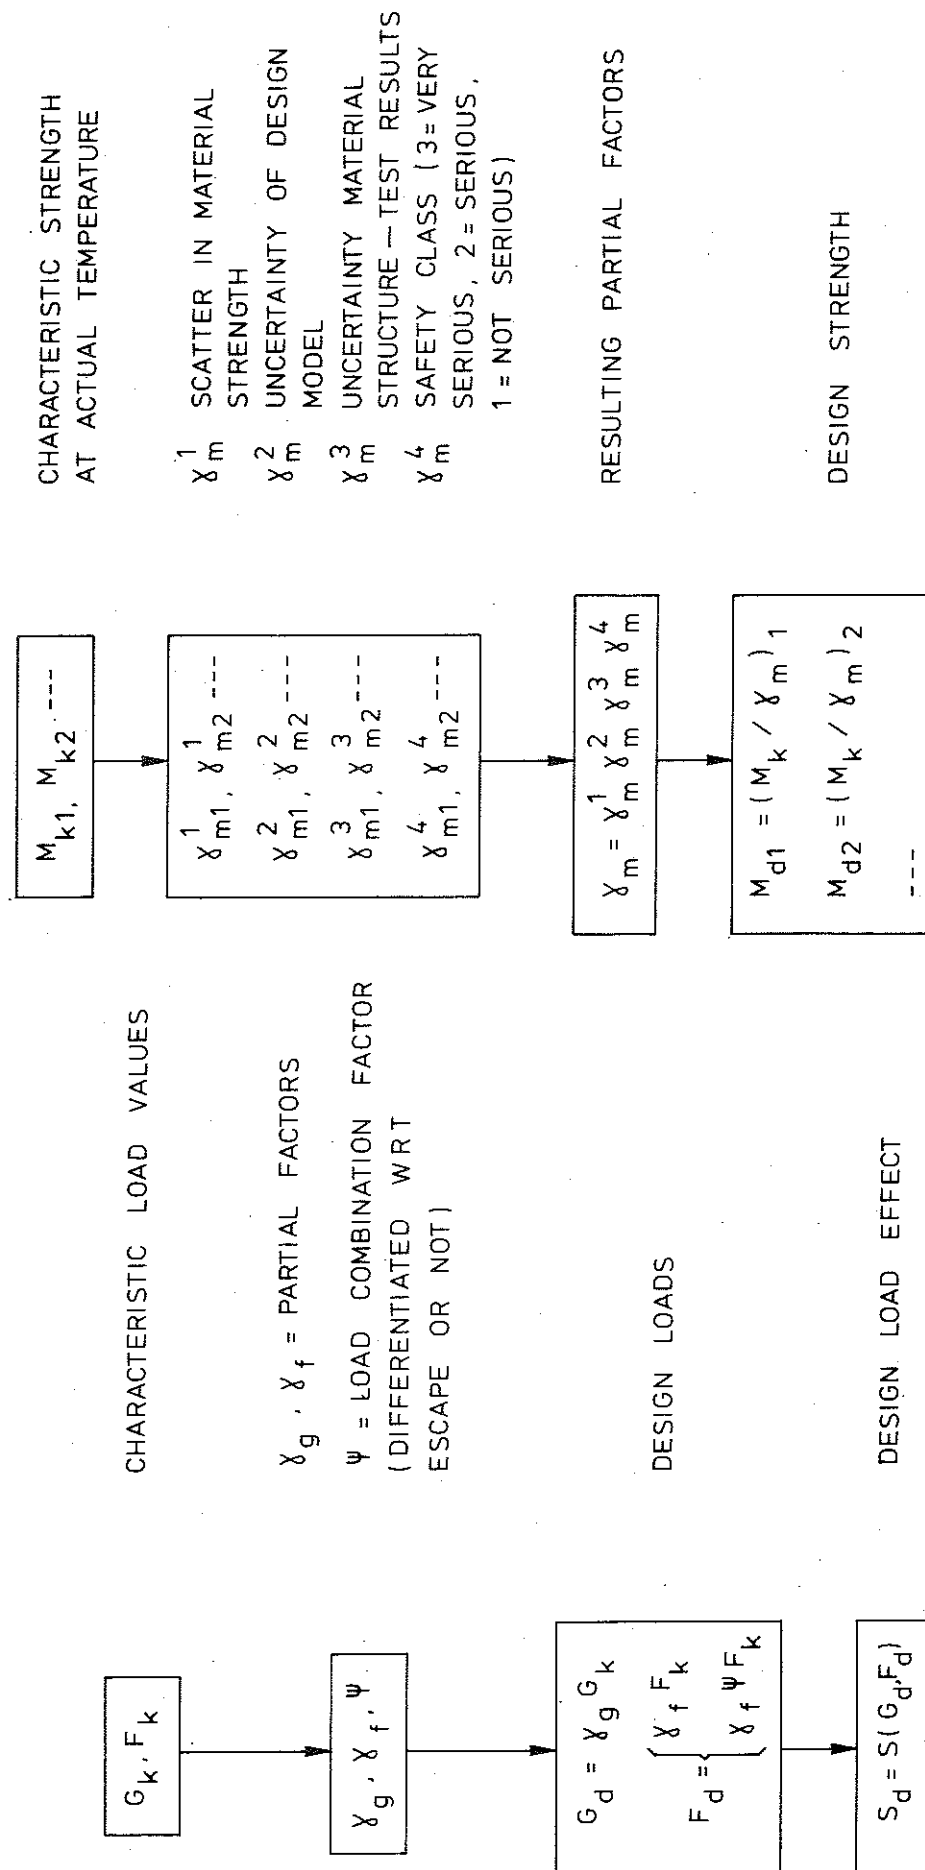 G_k, F_k
CHARACTERISTIC LOAD VALUES
γ_g, γ_f, Ψ
γ_g, γ_f = PARTIAL FACTORS
Ψ = LOAD COMBINATION FACTOR
(DIFFERENTIATED WRT
ESCAPE OR NOT)
G_d = γ_g G_k
F_d = { γ_f F_k
γ_f Ψ F_k
DESIGN LOADS
S_d = S(G_d, F_d)
DESIGN LOAD EFFECT
M_k1, M_k2 ---
CHARACTERISTIC STRENGTH
AT ACTUAL TEMPERATURE
γ^1_m1, γ^1_m2 ---
γ^2_m1, γ^2_m2 ---
γ^3_m1, γ^3_m2 ---
γ^4_m1, γ^4_m2 ---
γ^1_m SCATTER IN MATERIAL
STRENGTH
γ^2_m UNCERTAINTY OF DESIGN
MODEL
γ^3_m UNCERTAINTY MATERIAL
STRUCTURE — TEST RESULTS
γ^4_m SAFETY CLASS (3 = VERY
SERIOUS, 2 = SERIOUS,
1 = NOT SERIOUS)
γ_m = γ^1_m γ^2_m γ^3_m γ^4_m
RESULTING PARTIAL FACTORS
M_d1 = (M_k / γ_m)_1
M_d2 = (M_k / γ_m)_2
---
DESIGN STRENGTH